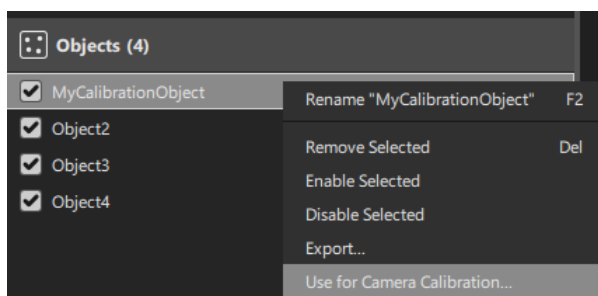 Objects (4)
MyCalibrationObject
Object2
Object3
Object4
Rename "MyCalibrationObject" F2
Remove Selected Del
Enable Selected
Disable Selected
Export...
Use for Camera Calibration...